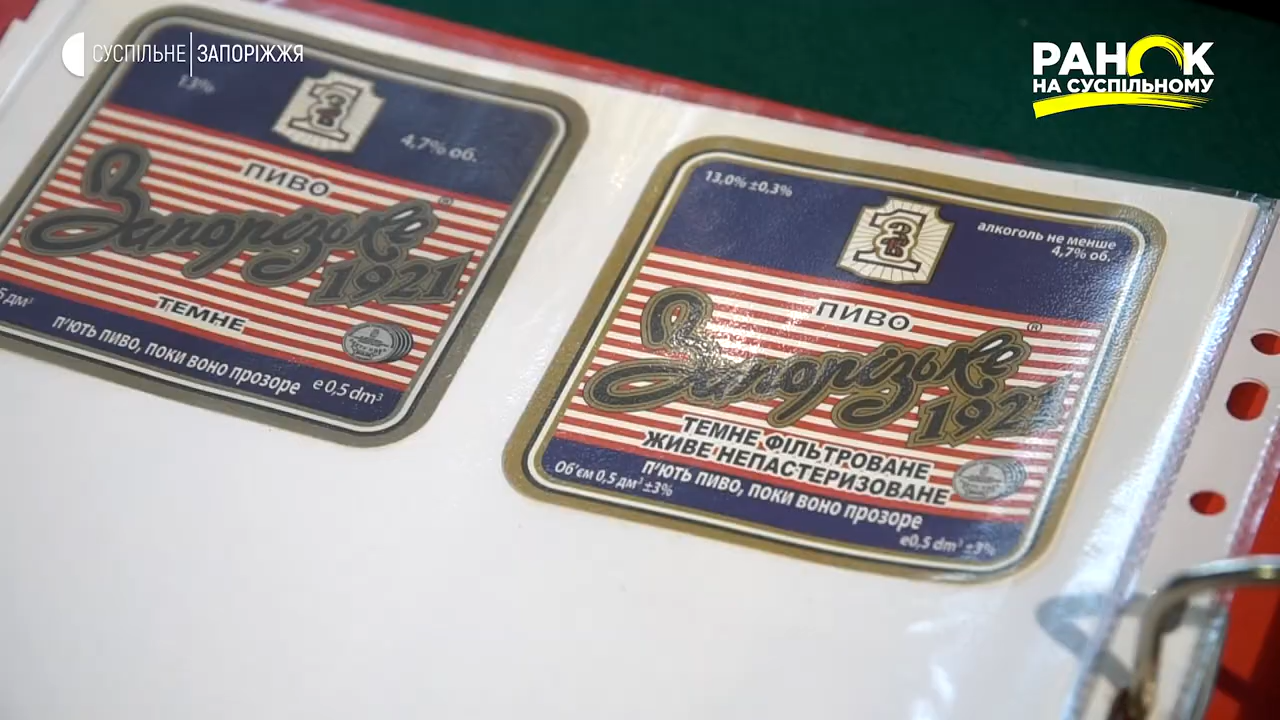 СУСПІЛЬНЕ ЗАПОРІЖЖЯ
РАНОК
НА СУСПІЛЬНОМУ
13%
4,7% об.
ПИВО
Запорізьке ®
1921
ТЕМНЕ
п'ють пиво, поки воно прозоре
е 0,5 dm³
13,0% ±0,3%
алкоголь не менше
4,7% об.
ПИВО
Запорізьке ®
1921
ТЕМНЕ ФІЛЬТРОВАНЕ
ЖИВЕ НЕПАСТЕРИЗОВАНЕ
п'ють пиво, поки воно прозоре
Об'єм 0,5 дм³ ±3%
е0,5 dm³ ±3%